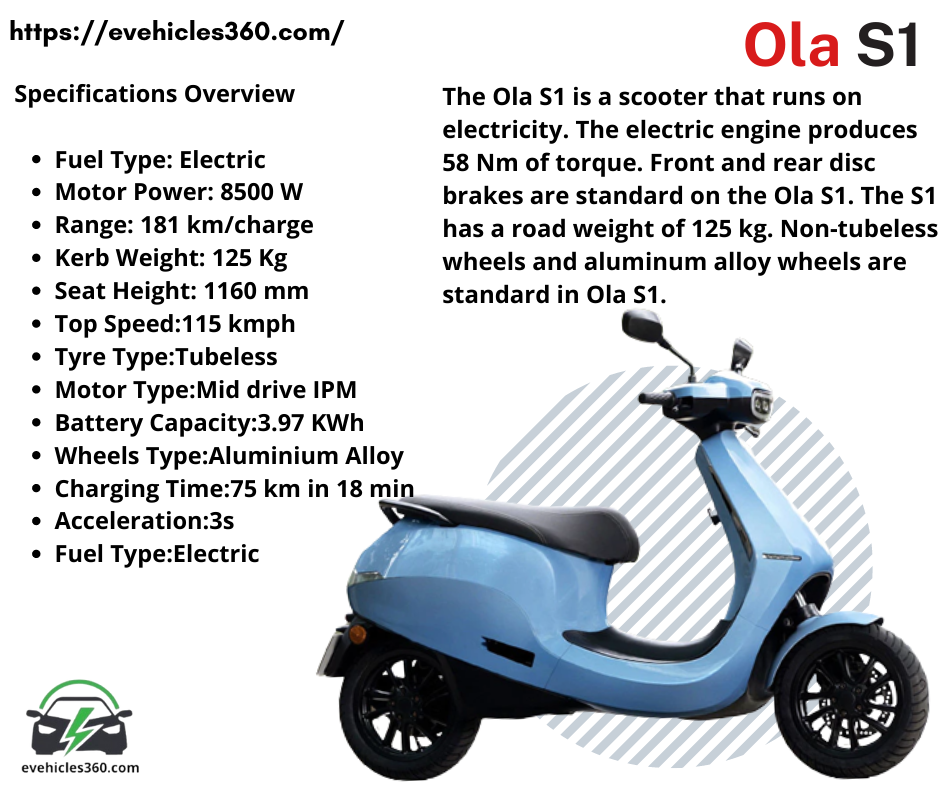 https://evehicles360.com/
Ola S1
Specifications Overview
Fuel Type: Electric
Motor Power: 8500 W
Range: 181 km/charge
Kerb Weight: 125 Kg
Seat Height: 1160 mm
Top Speed:115 kmph
Tyre Type:Tubeless
Motor Type:Mid drive IPM
Battery Capacity:3.97 KWh
Wheels Type:Aluminium Alloy
Charging Time:75 km in 18 min
Acceleration:3s
Fuel Type:Electric
The Ola S1 is a scooter that runs on
electricity. The electric engine produces
58 Nm of torque. Front and rear disc
brakes are standard on the Ola S1. The S1
has a road weight of 125 kg. Non-tubeless
wheels and aluminum alloy wheels are
standard in Ola S1.
evehicles360.com